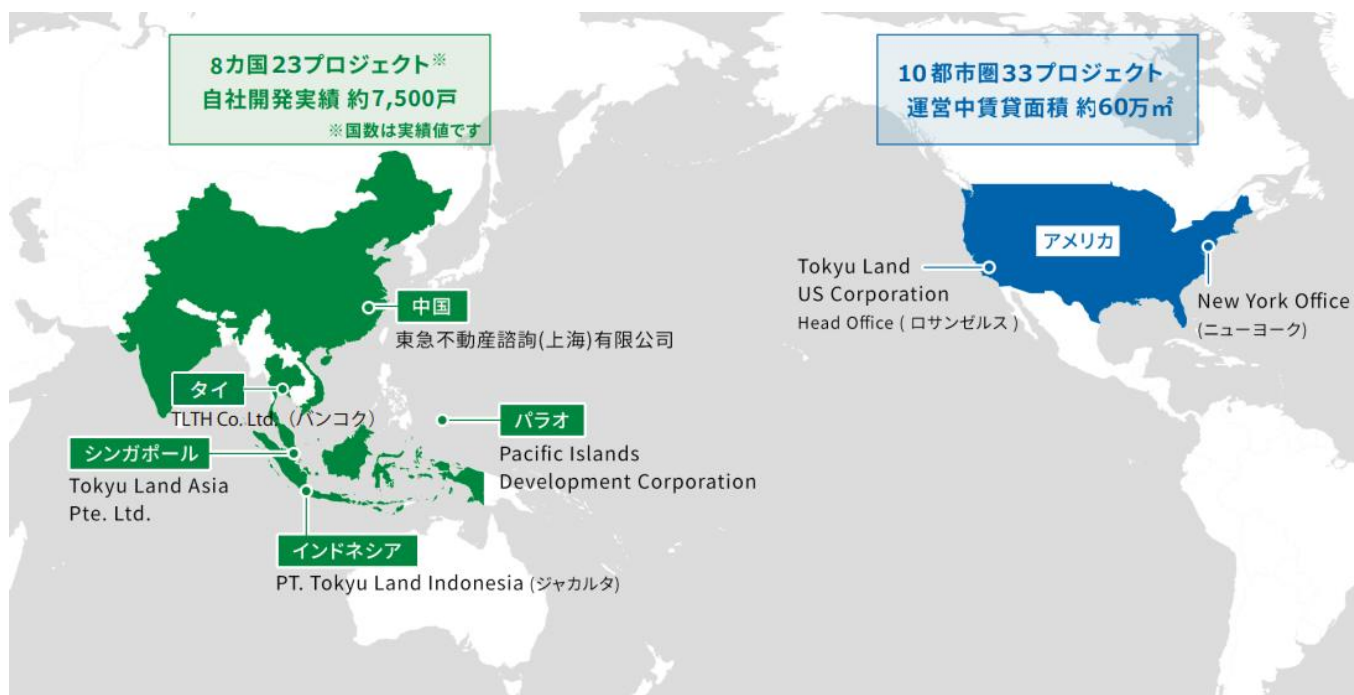 8カ国23プロジェクト※
自社開発実績 約7,500戸
※国数は実績値です
10都市圏33プロジェクト
運営中賃貸面積 約60万㎡
アメリカ
Tokyu Land
US Corporation
Head Office ( ロサンゼルス )
New York Office
(ニューヨーク)
中国
東急不動産諮詢(上海)有限公司
タイ
TLTH Co. Ltd.（バンコク）
パラオ
Pacific Islands
Development Corporation
シンガポール
Tokyu Land Asia
Pte. Ltd.
インドネシア
PT. Tokyu Land Indonesia (ジャカルタ)